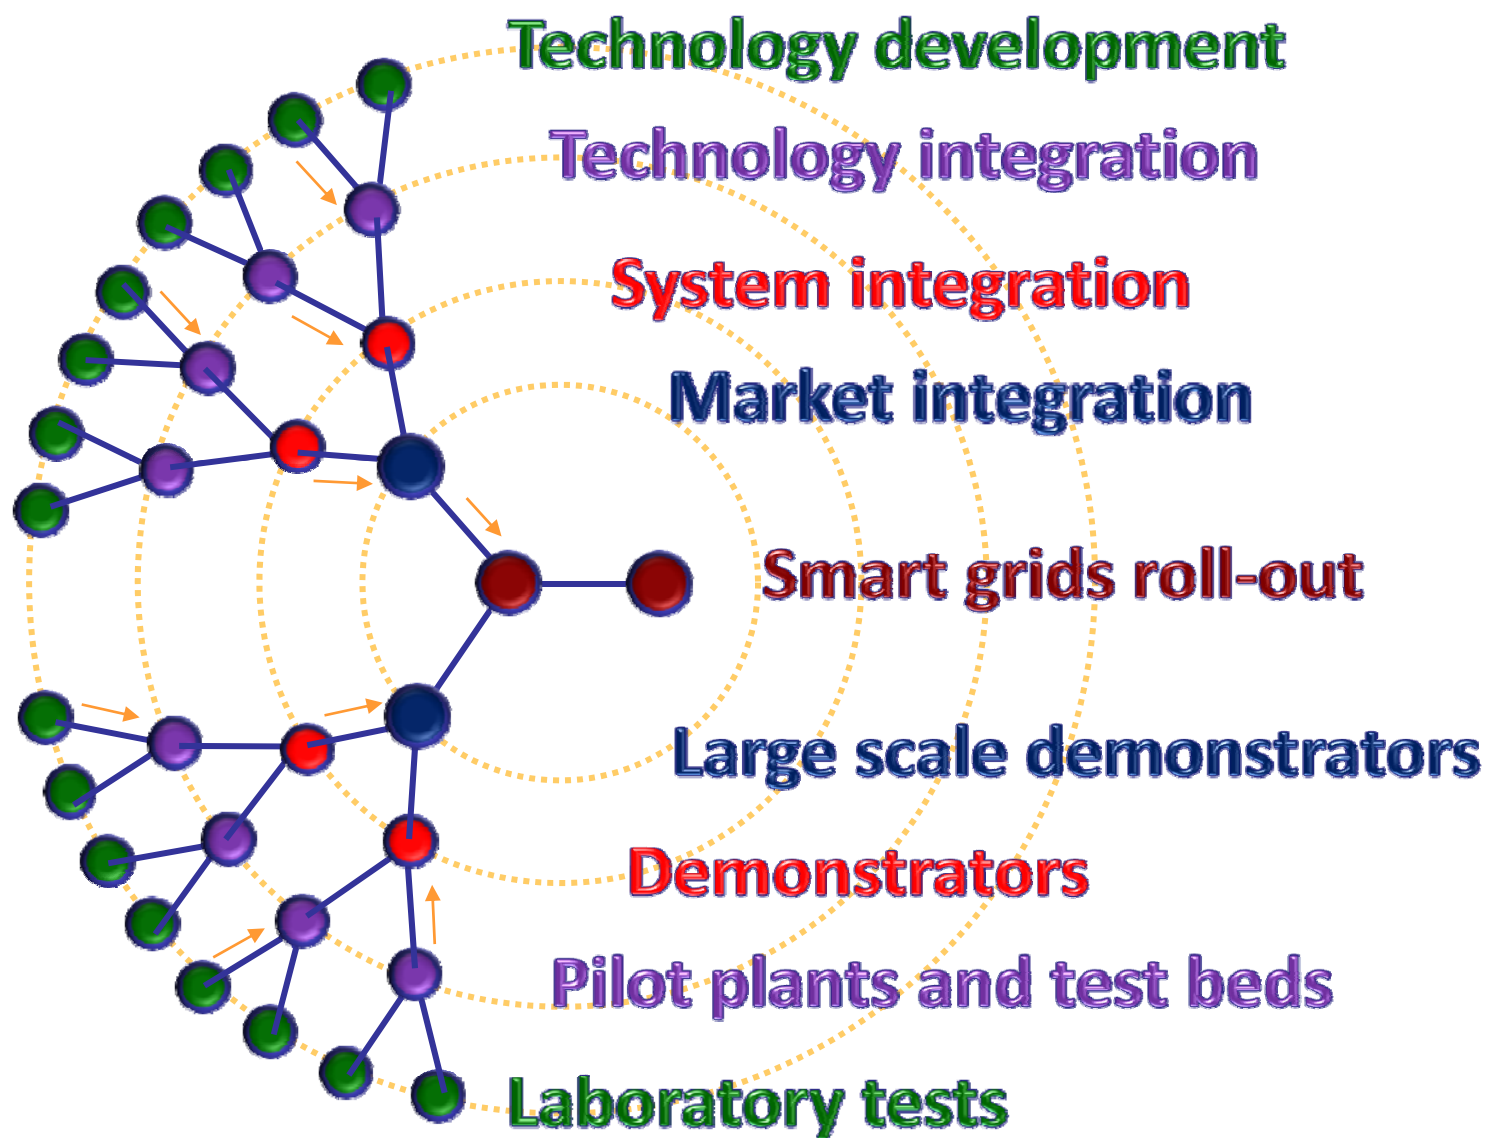 Technology development
Technology integration
System integration
Market integration
Smart grids roll-out
Large scale demonstrators
Demonstrators
Pilot plants and test beds
Laboratory tests